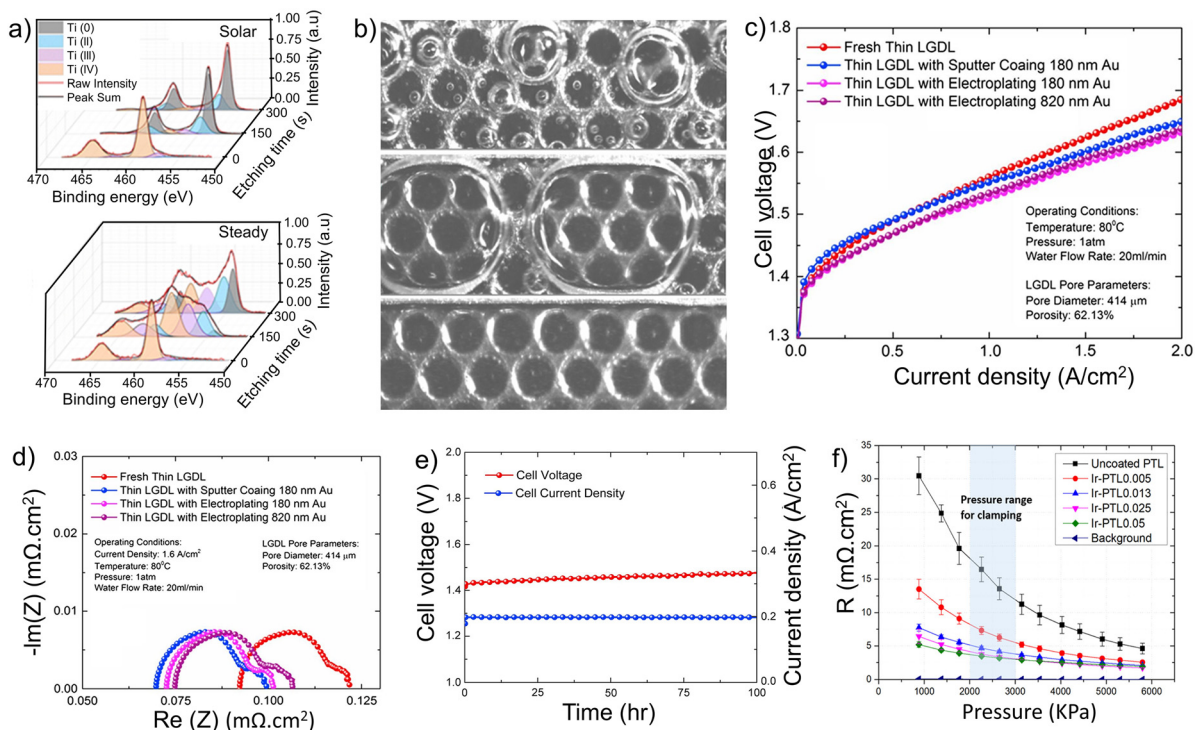 a)
Ti (0)
Ti (II)
Ti (III)
Ti (IV)
Raw Intensity
Peak Sum
Solar
1.00
0.75
0.50
0.25
0.00
Intensity (a.u)
300
150
0
Etching time (s)
470
465
460
455
450
Binding energy (eV)
Steady
1.00
0.75
0.50
0.25
0.00
Intensity (a.u)
300
150
0
Etching time (s)
470
465
460
455
450
Binding energy (eV)
b)
c)
Fresh Thin LGDL
Thin LGDL with Sputter Coaing 180 nm Au
Thin LGDL with Electroplating 180 nm Au
Thin LGDL with Electroplating 820 nm Au
1.8
1.7
1.6
1.5
1.4
1.3
Cell voltage (V)
Operating Conditions:
Temperature: 80⁰C
Pressure: 1atm
Water Flow Rate: 20ml/min
LGDL Pore Parameters:
Pore Diameter: 414 μm
Porosity: 62.13%
0.0
0.5
1.0
1.5
2.0
Current density (A/cm²)
d)
0.03
0.02
0.01
0.00
-Im(Z) (mΩ.cm²)
Fresh Thin LGDL
Thin LGDL with Sputter Coaing 180 nm Au
Thin LGDL with Electroplating 180 nm Au
Thin LGDL with Electroplating 820 nm Au
Operating Conditions:
Current Density: 1.6 A/cm²
Temperature: 80⁰C
Pressure: 1atm
Water Flow Rate: 20ml/min
LGDL Pore Parameters:
Pore Diameter: 414 μm
Porosity: 62.13%
0.050
0.075
0.100
0.125
Re (Z) (mΩ.cm²)
e)
2.0
1.8
1.6
1.4
1.2
1.0
Cell voltage (V)
Cell Voltage
Cell Current Density
0.6
0.4
0.3
0.2
0.0
Current density (A/cm²)
0
25
50
75
100
Time (hr)
f)
35
30
25
20
15
10
5
0
R (mΩ.cm²)
Pressure range
for clamping
Uncoated PTL
Ir-PTL0.005
Ir-PTL0.013
Ir-PTL0.025
Ir-PTL0.05
Background
0
1000
2000
3000
4000
5000
6000
Pressure (KPa)